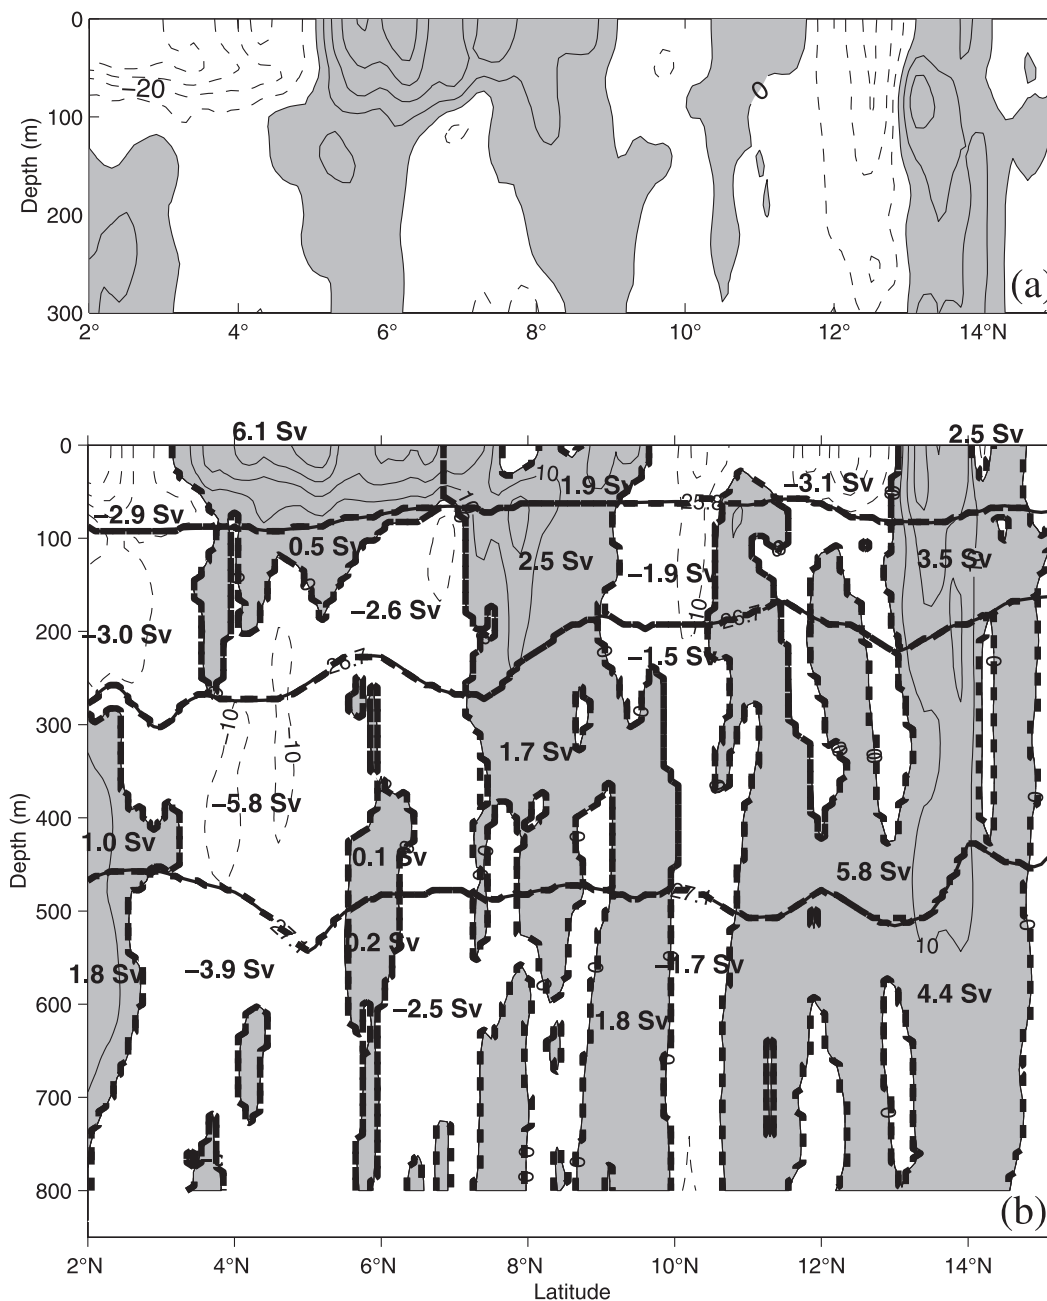 0
100
200
300
Depth (m)
−20
0
(a)
2°
4°
6°
8°
10°
12°
14°N
6.1 Sv
2.5 Sv
0
10
1.9 Sv
−3.1 Sv
−2.9 Sv
25.8
100
0.5 Sv
2.5 Sv
−1.9 Sv
3.5 Sv
10
−3.0 Sv
−2.6 Sv
26.7
200
26.7
−1.5 Sv
10
300
10
1.7 Sv
−5.8 Sv
400
1.0 Sv
0.1 Sv
5.8 Sv
27.1
500
27.1
10
0.2 Sv
−3.9 Sv
−1.7 Sv
1.8 Sv
4.4 Sv
600
−2.5 Sv
1.8 Sv
700
800
Depth (m)
(b)
2°N
4°N
6°N
8°N
10°N
12°N
14°N
Latitude